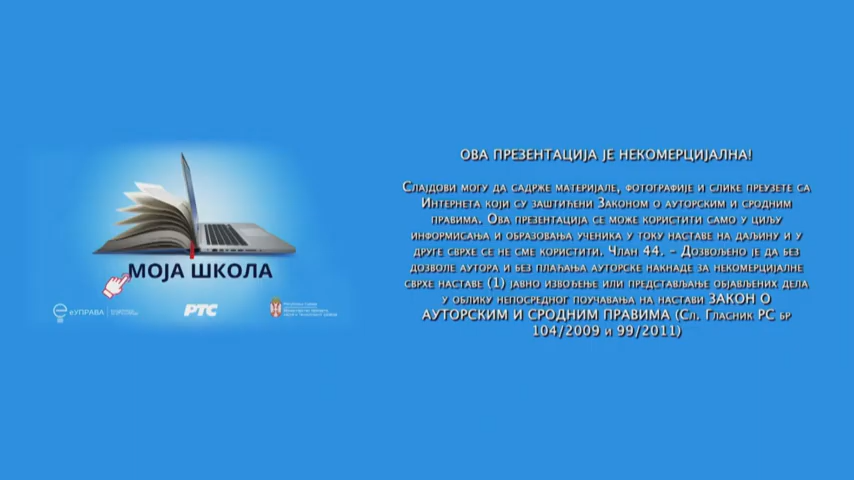 МОЈА ШКОЛА
еУПРАВА
РТС
ОВА ПРЕЗЕНТАЦИЈА ЈЕ НЕКОМЕРЦИЈАЛНА!
Слајдови могу да садрже материјале, фотографије и слике преузете са
Интернета који су заштићени Законом о ауторским и сродним
правима. Ова презентација се може користити само у циљу
информисања и образовања ученика у току наставе на даљину и у
друге сврхе се не сме користити. Члан 44. – Дозвољено је да без
дозволе аутора и без плаћања ауторске накнаде за некомерцијалне
сврхе наставе (1) јавно извођење или представљање објављених дела
у облику непосредног поучавања на настави ЗАКОН О
АУТОРСКИМ И СРОДНИМ ПРАВИМА (Сл. Гласник РС бр
104/2009 и 99/2011)